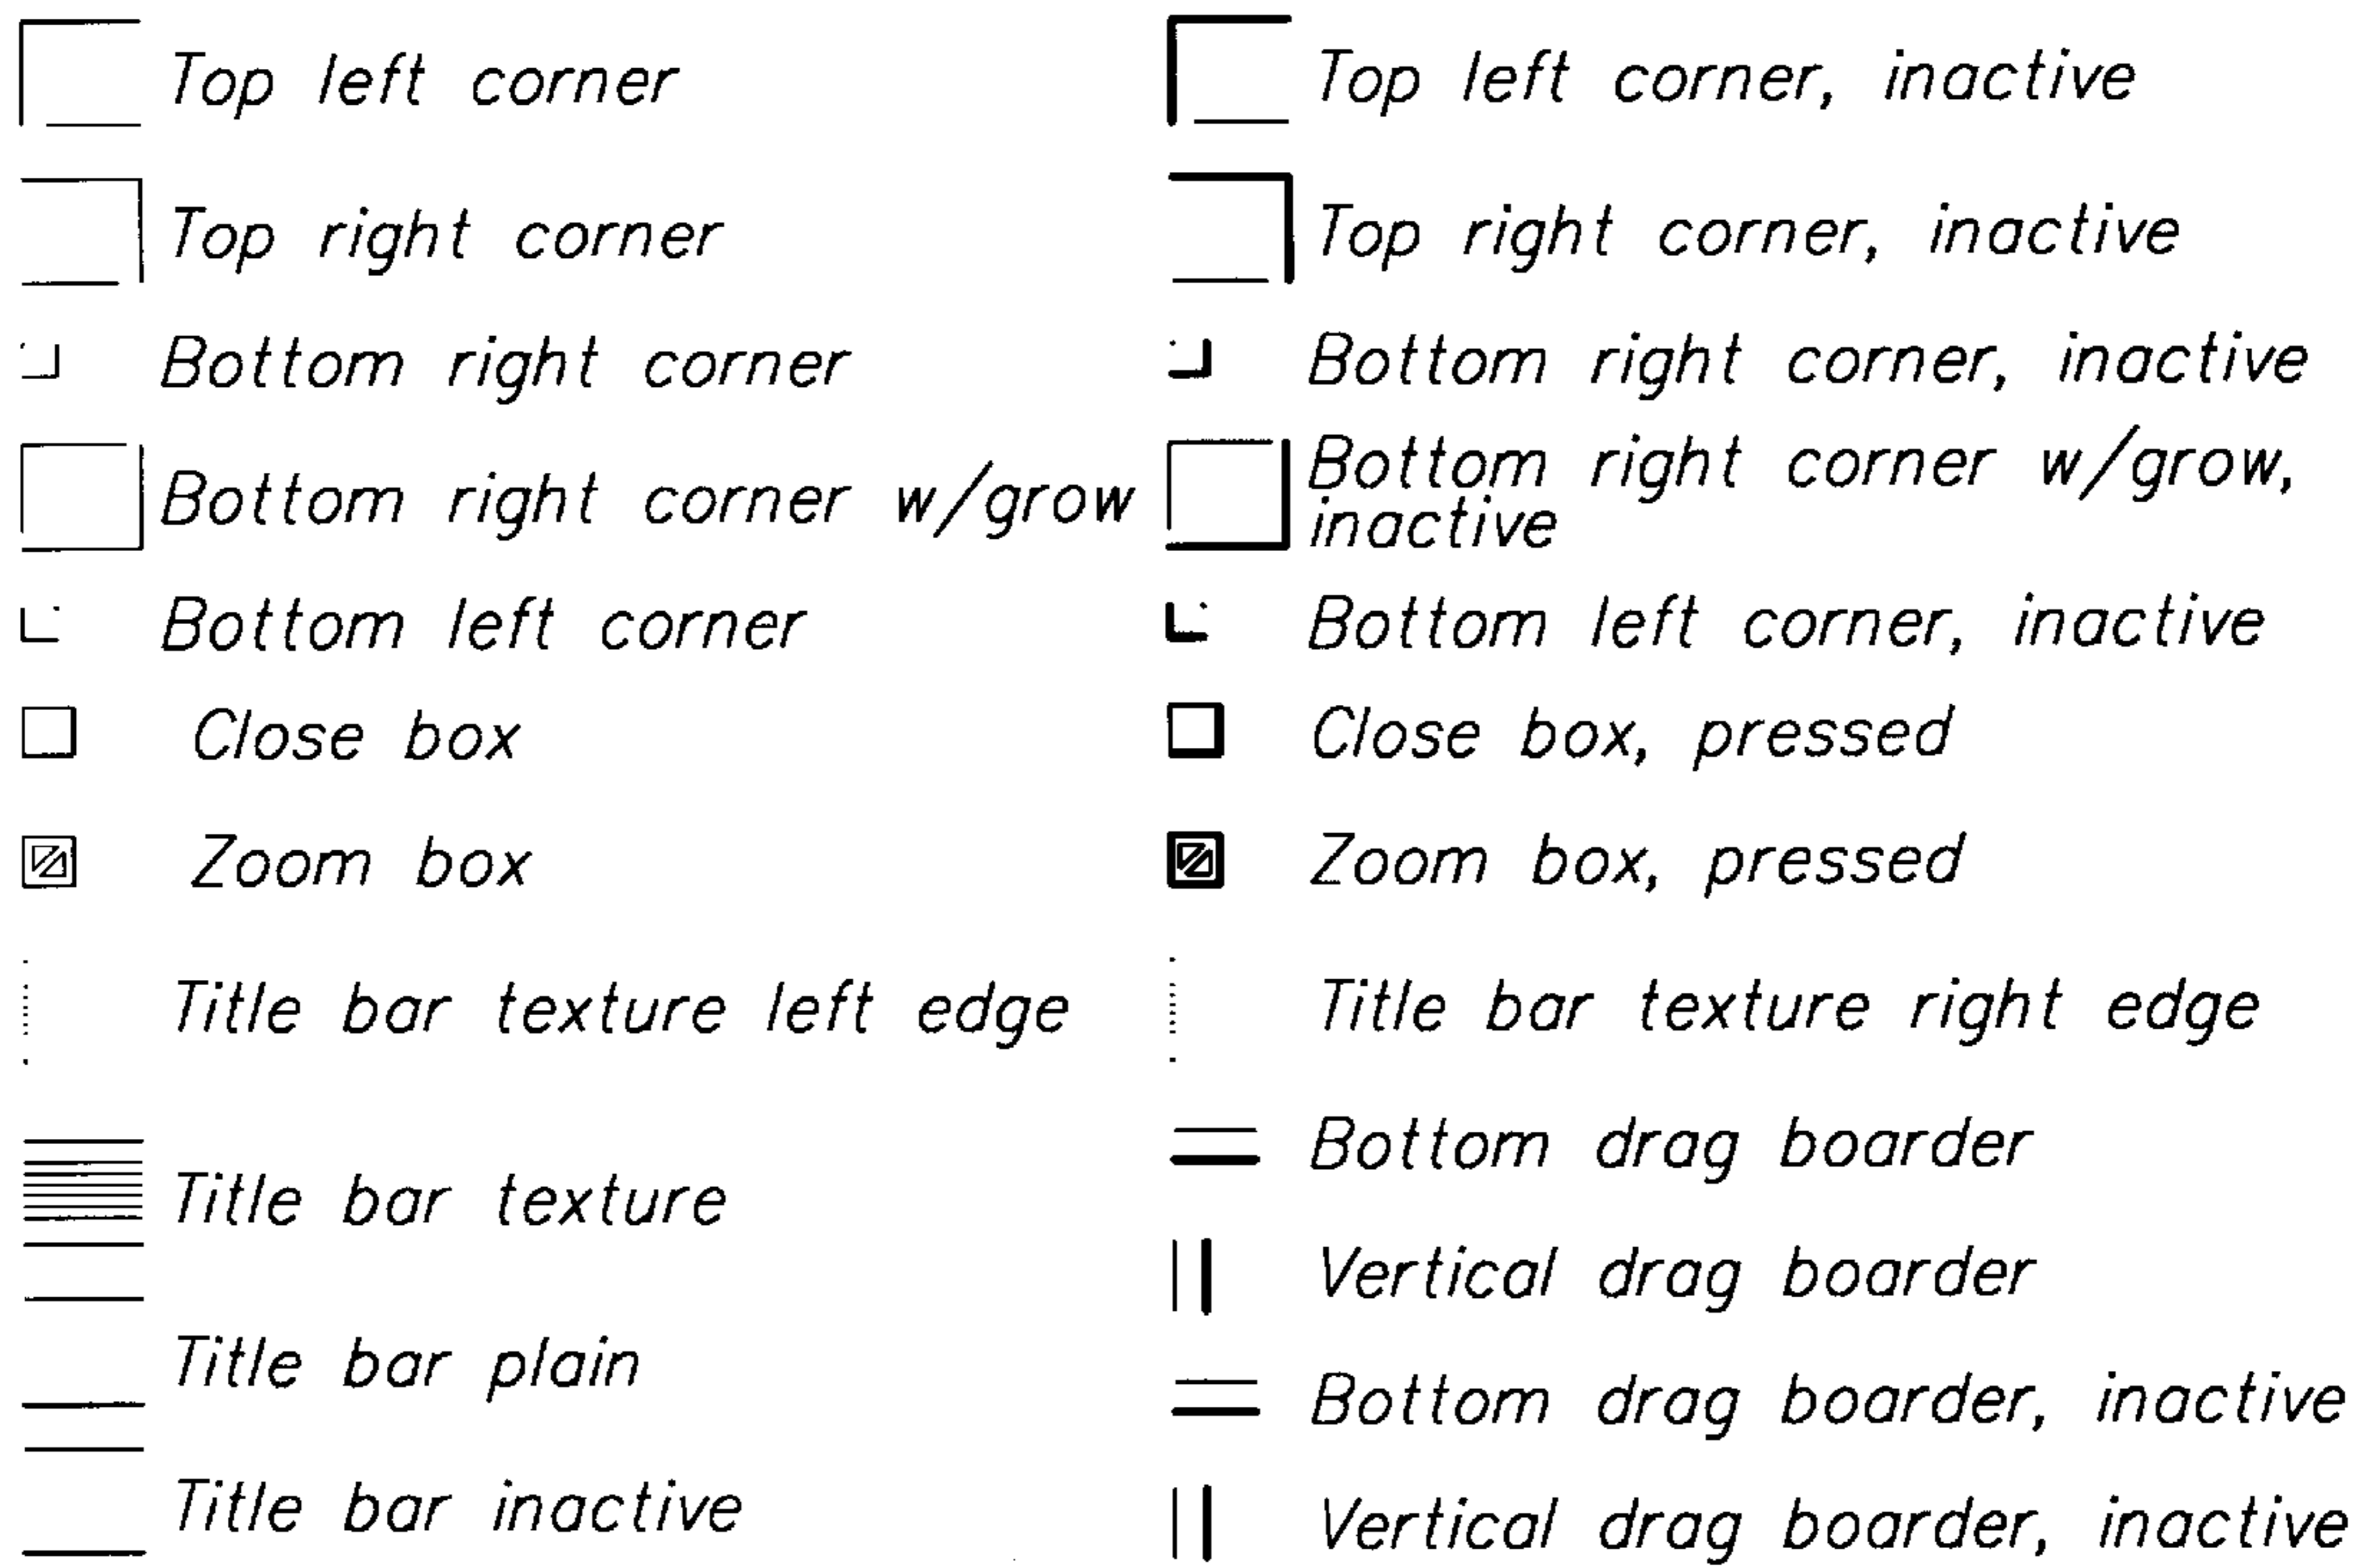 Top left corner
Top right corner
Bottom right corner
Bottom right corner w/grow
Bottom left corner
Close box
Zoom box
Title bar texture left edge
Title bar texture
Title bar plain
Title bar inactive
Top left corner, inactive
Top right corner, inactive
Bottom right corner, inactive
Bottom right corner w/grow,
inactive
Bottom left corner, inactive
Close box, pressed
Zoom box, pressed
Title bar texture right edge
Bottom drag boarder
Vertical drag boarder
Bottom drag boarder, inactive
Vertical drag boarder, inactive